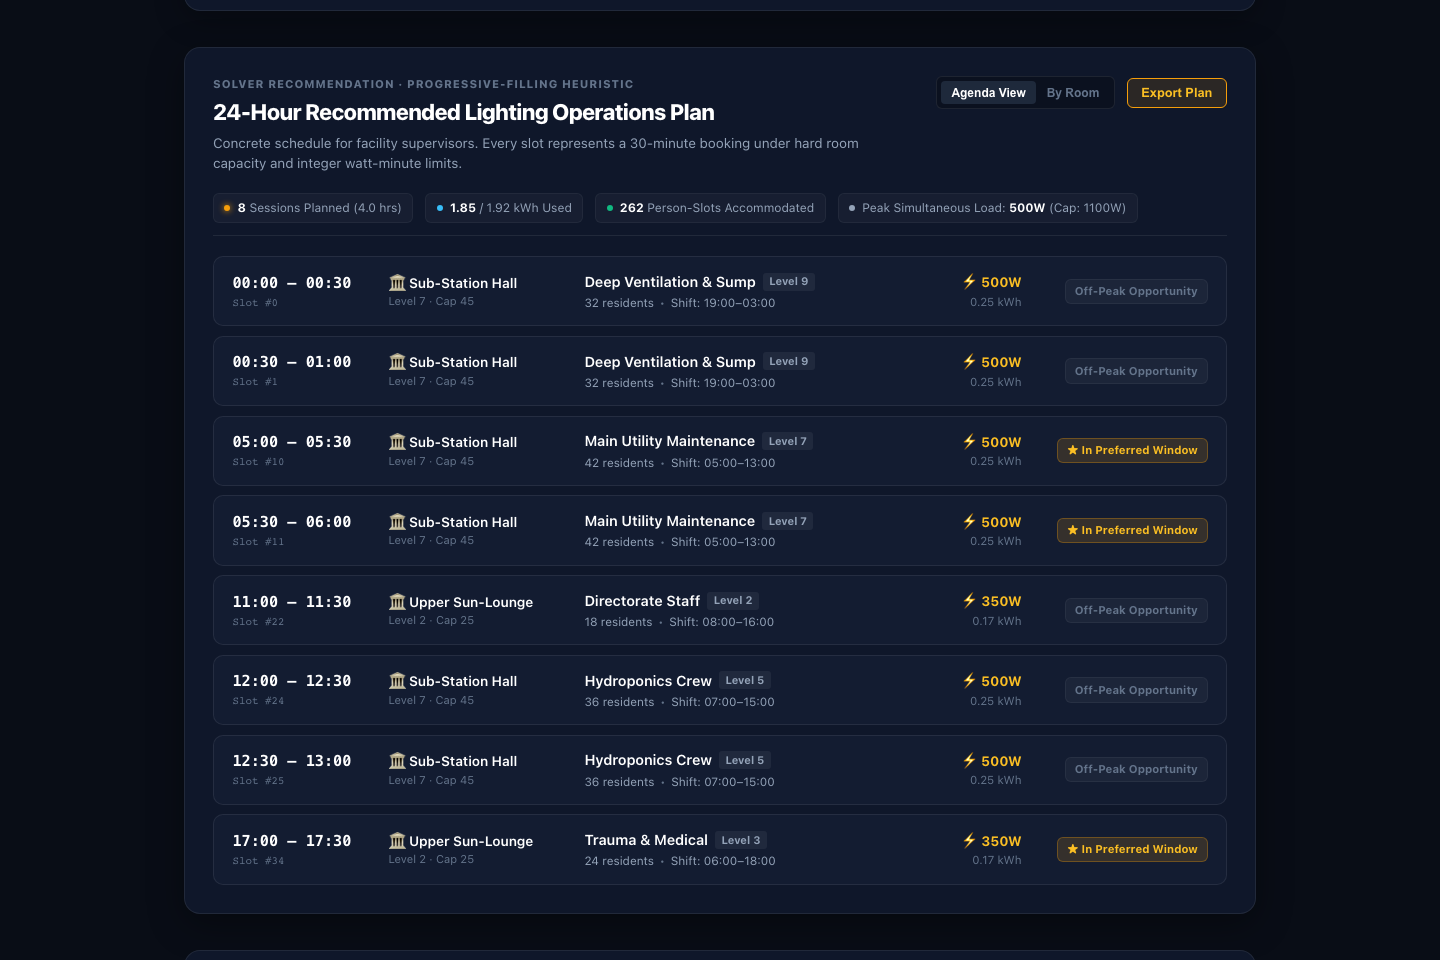 SOLVER RECOMMENDATION · PROGRESSIVE-FILLING HEURISTIC
24-Hour Recommended Lighting Operations Plan
Concrete schedule for facility supervisors. Every slot represents a 30-minute booking under hard room
capacity and integer watt-minute limits.
Agenda View
By Room
Export Plan
8 Sessions Planned (4.0 hrs)
1.85 / 1.92 kWh Used
262 Person-Slots Accommodated
Peak Simultaneous Load: 500W (Cap: 1100W)
00:00 – 00:30
Slot #0
Sub-Station Hall
Level 7 · Cap 45
Deep Ventilation & Sump Level 9
32 residents • Shift: 19:00–03:00
500W
0.25 kWh
Off-Peak Opportunity
00:30 – 01:00
Slot #1
Sub-Station Hall
Level 7 · Cap 45
Deep Ventilation & Sump Level 9
32 residents • Shift: 19:00–03:00
500W
0.25 kWh
Off-Peak Opportunity
05:00 – 05:30
Slot #10
Sub-Station Hall
Level 7 · Cap 45
Main Utility Maintenance Level 7
42 residents • Shift: 05:00–13:00
500W
0.25 kWh
In Preferred Window
05:30 – 06:00
Slot #11
Sub-Station Hall
Level 7 · Cap 45
Main Utility Maintenance Level 7
42 residents • Shift: 05:00–13:00
500W
0.25 kWh
In Preferred Window
11:00 – 11:30
Slot #22
Upper Sun-Lounge
Level 2 · Cap 25
Directorate Staff Level 2
18 residents • Shift: 08:00–16:00
350W
0.17 kWh
Off-Peak Opportunity
12:00 – 12:30
Slot #24
Sub-Station Hall
Level 7 · Cap 45
Hydroponics Crew Level 5
36 residents • Shift: 07:00–15:00
500W
0.25 kWh
Off-Peak Opportunity
12:30 – 13:00
Slot #25
Sub-Station Hall
Level 7 · Cap 45
Hydroponics Crew Level 5
36 residents • Shift: 07:00–15:00
500W
0.25 kWh
Off-Peak Opportunity
17:00 – 17:30
Slot #34
Upper Sun-Lounge
Level 2 · Cap 25
Trauma & Medical Level 3
24 residents • Shift: 06:00–18:00
350W
0.17 kWh
In Preferred Window